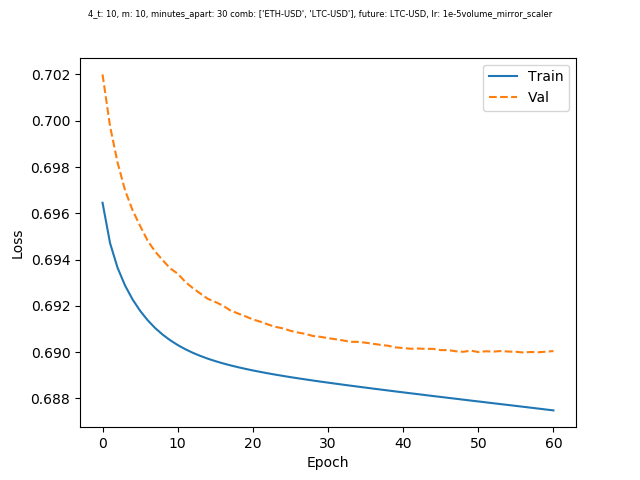 4_t: 10, m: 10, minutes_apart: 30 comb: ['ETH-USD', 'LTC-USD'], future: LTC-USD, lr: 1e-5volume_mirror_scaler
Train
Val
0.702
0.700
0.698
0.696
0.694
0.692
0.690
0.688
Loss
0 10 20 30 40 50 60
Epoch